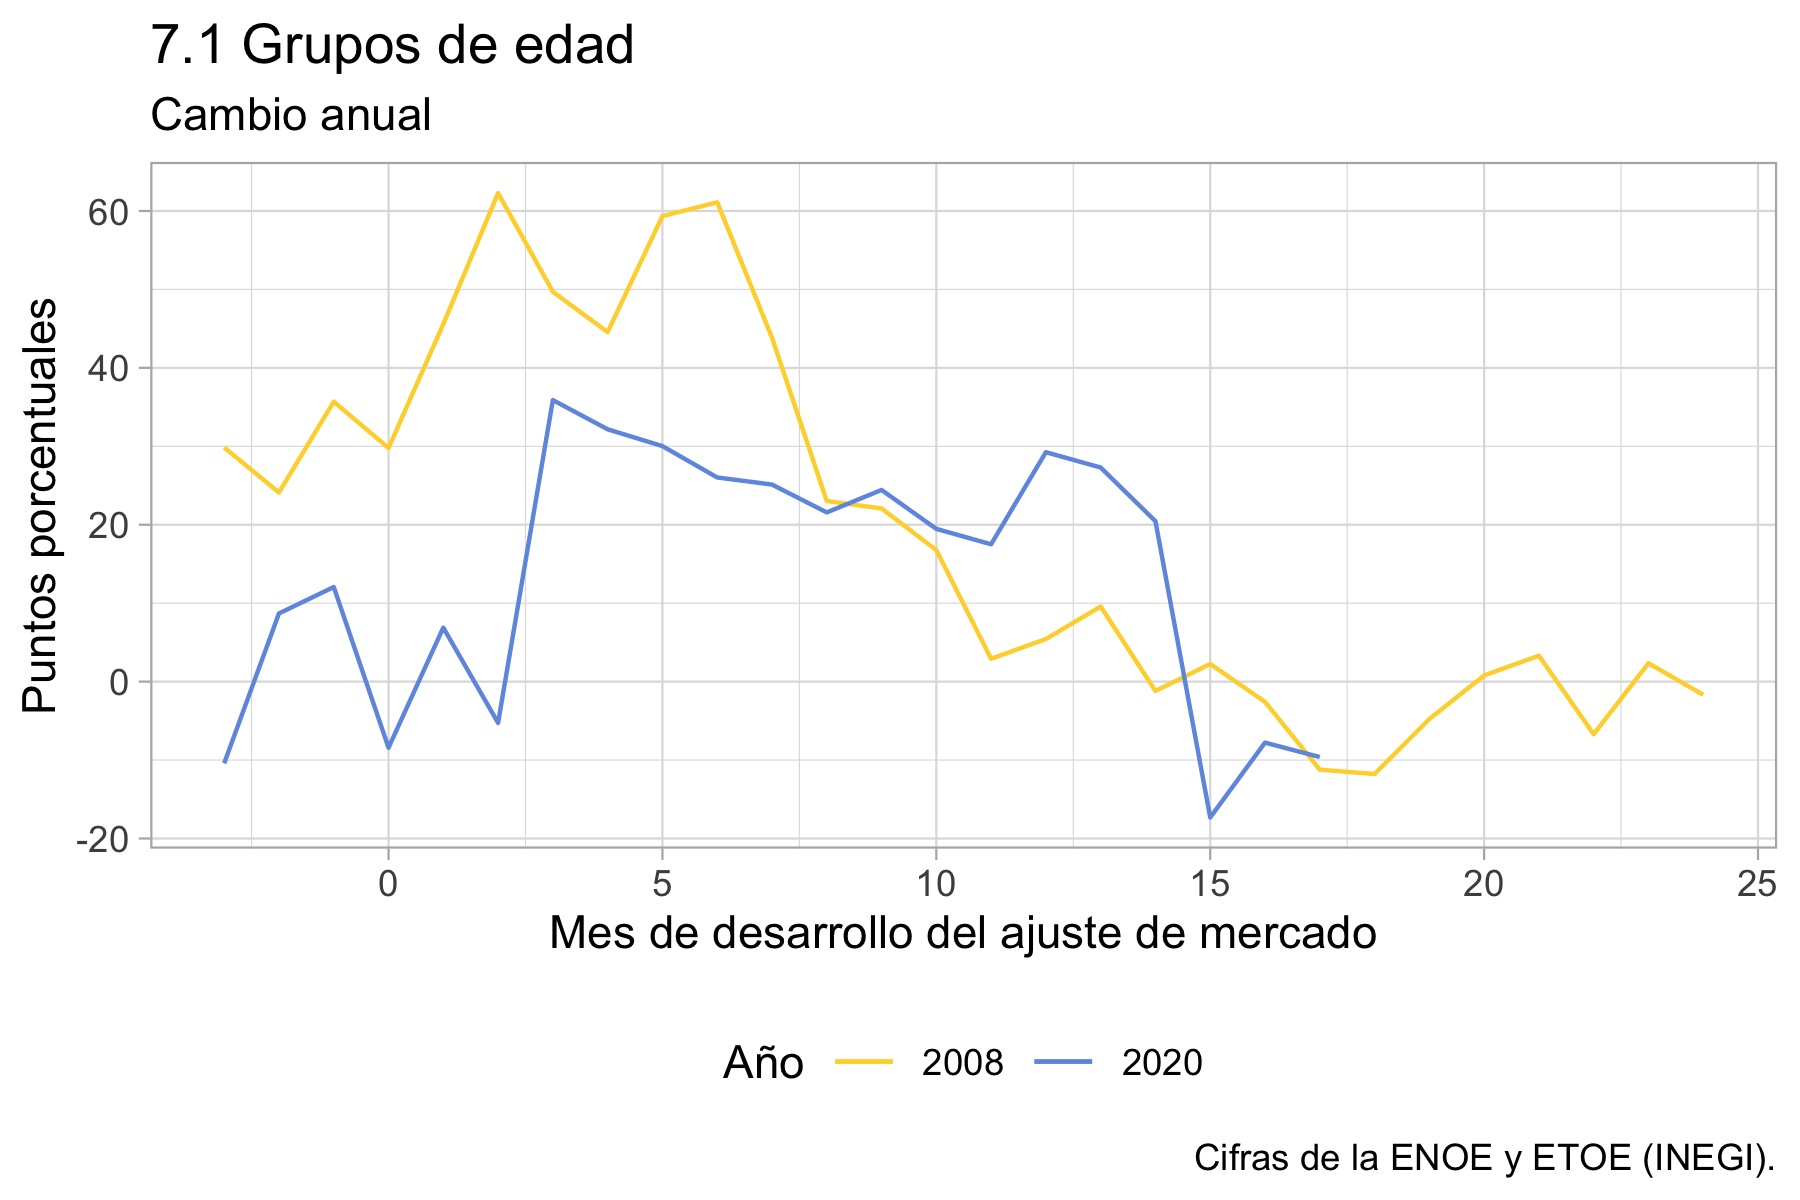 7.1 Grupos de edad
Cambio anual
Puntos porcentuales
60
40
20
0
-20
0 5 10 15 20 25
Mes de desarrollo del ajuste de mercado
Año 2008 2020
Cifras de la ENOE y ETOE (INEGI).